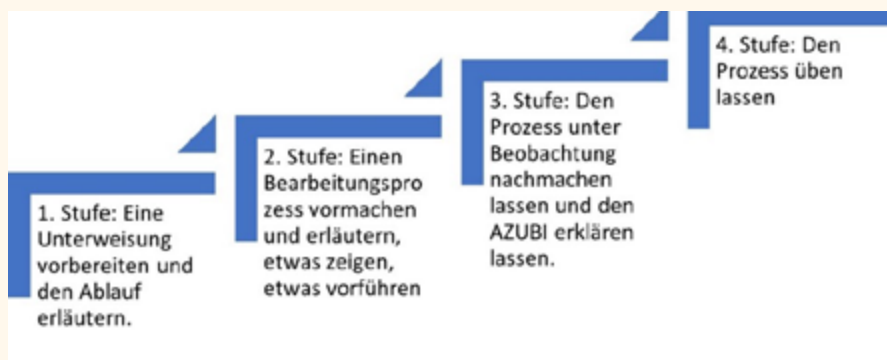 1. Stufe: Eine
Unterweisung
vorbereiten und
den Ablauf
erläutern.
2. Stufe: Einen
Bearbeitungspro
zess vormachen
und erläutern,
etwas zeigen,
etwas vorführen
3. Stufe: Den
Prozess unter
Beobachtung
nachmachen
lassen und den
AZUBI erklären
lassen.
4. Stufe: Den
Prozess üben
lassen